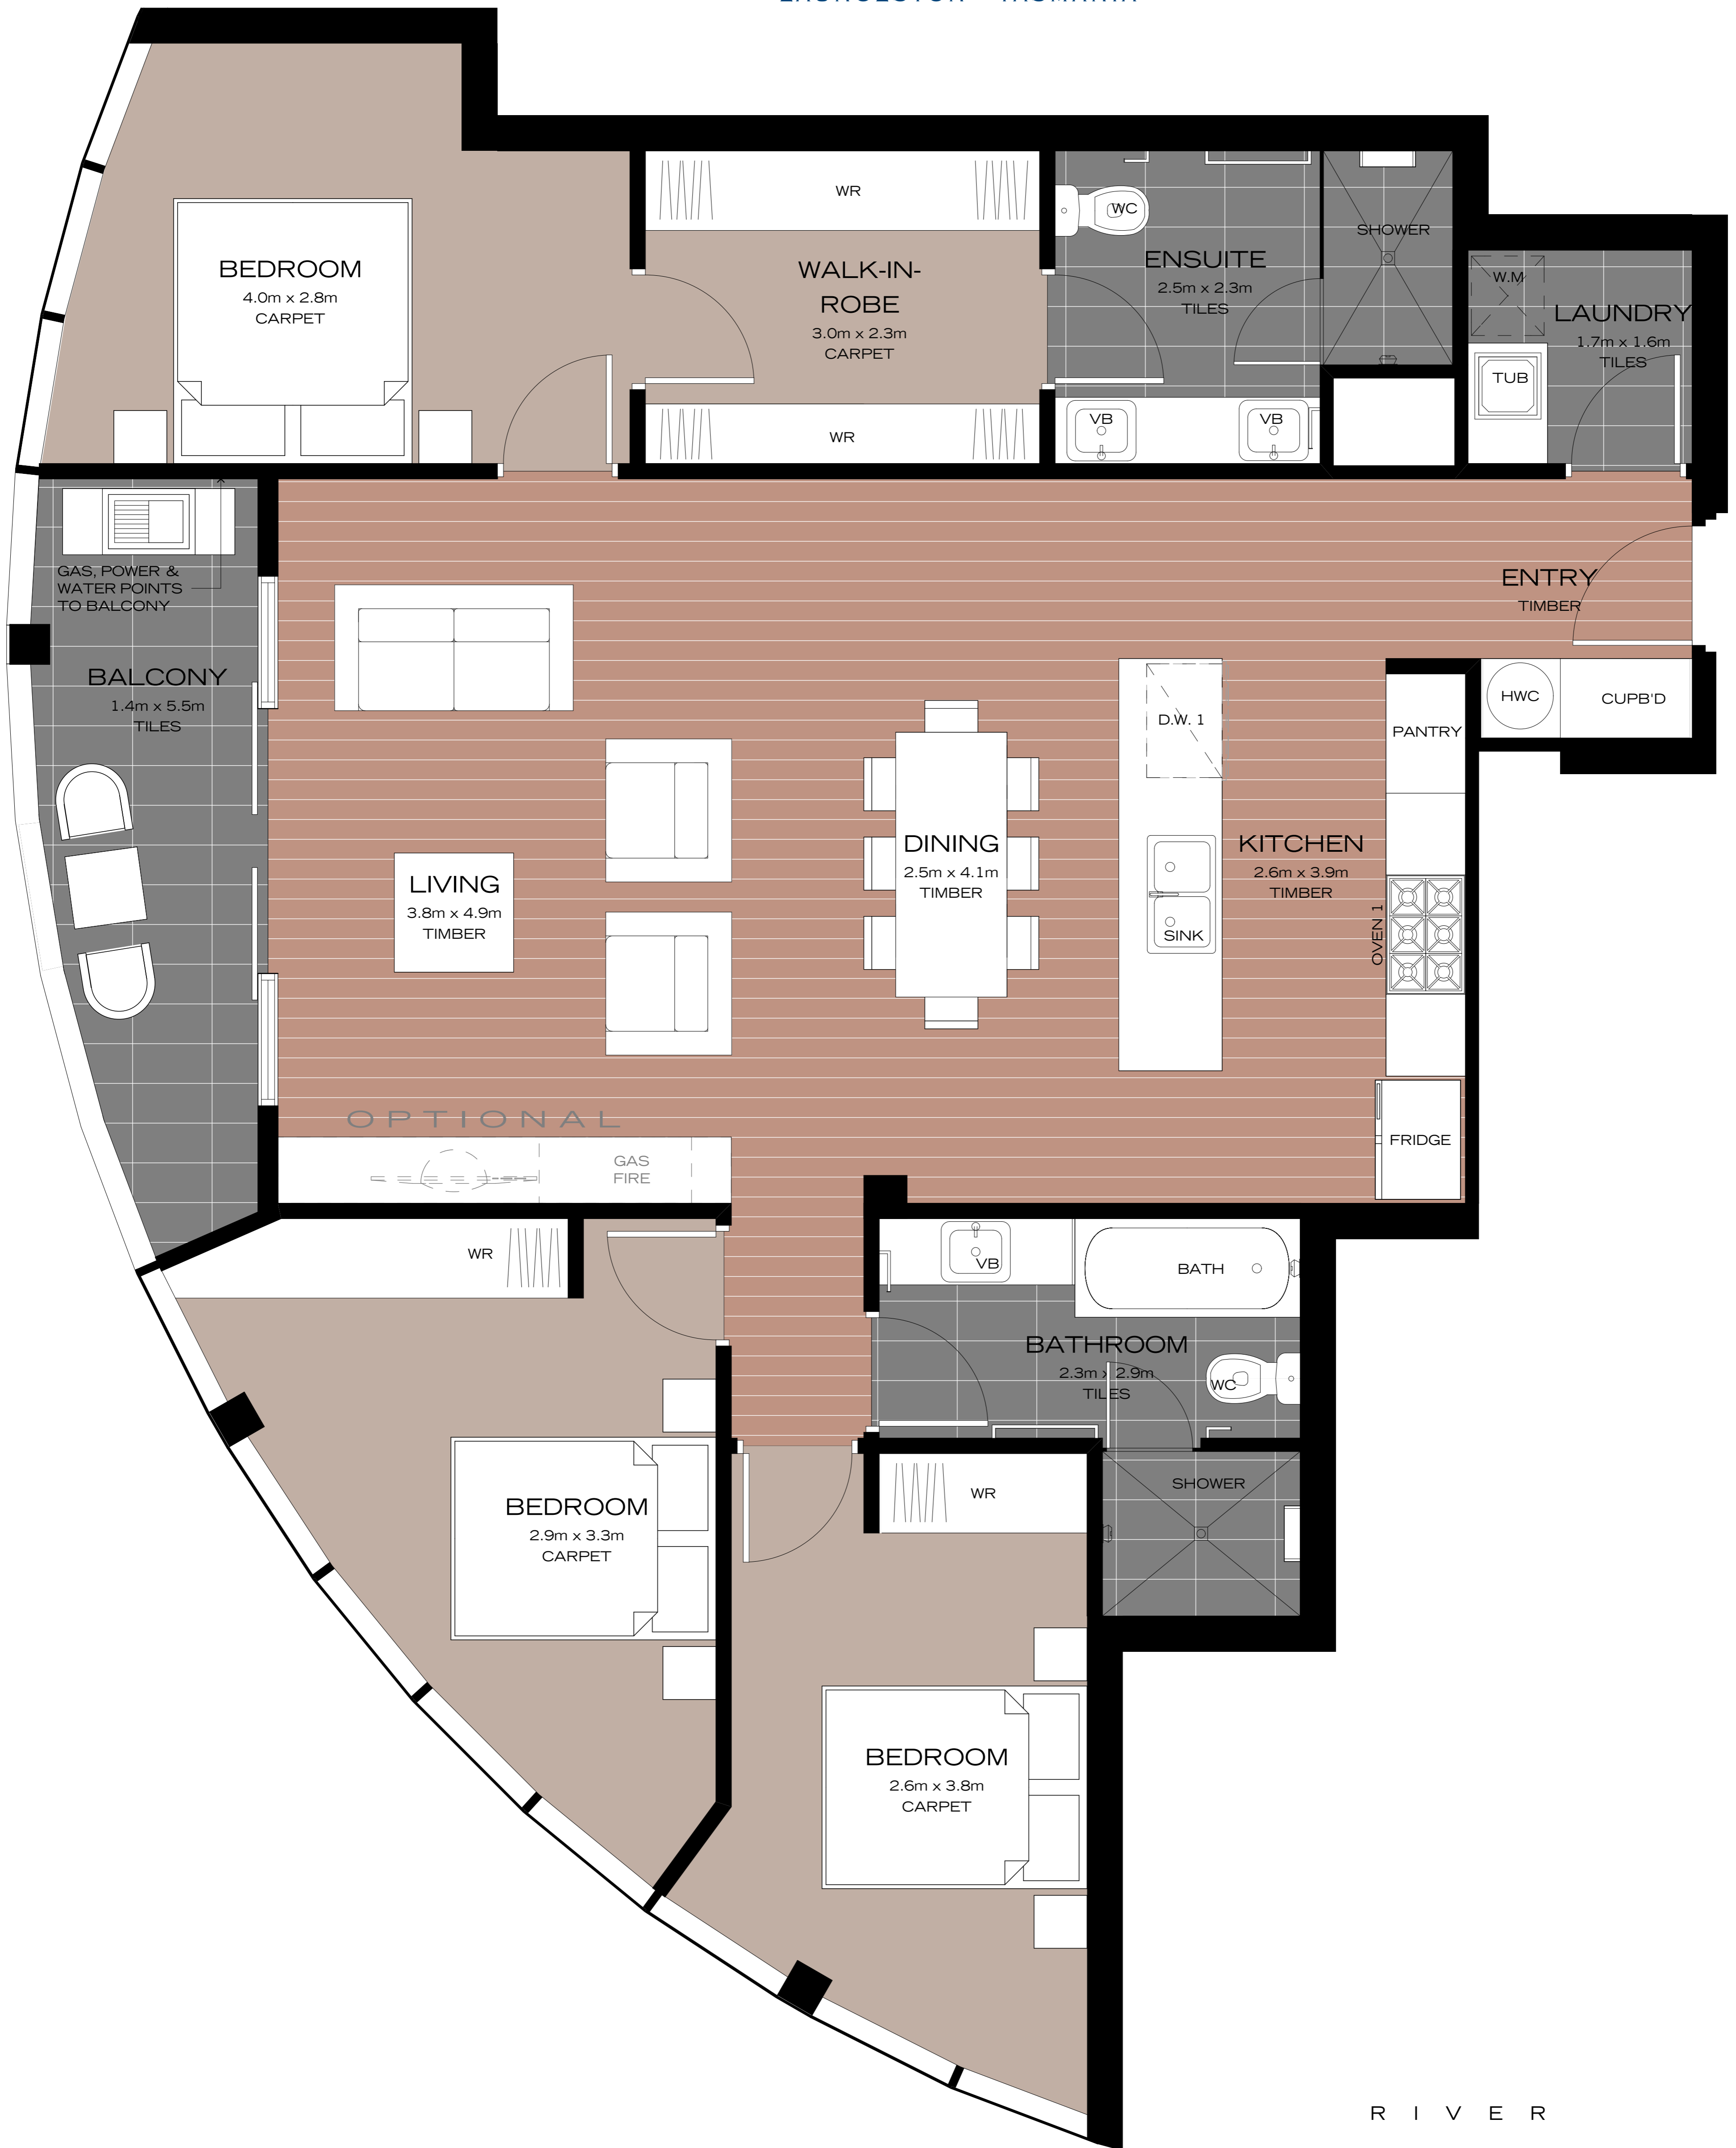 WR
WC
SHOWER
BEDROOM
4.0m x 2.8m
CARPET
WALK-IN-
ROBE
3.0m x 2.3m
CARPET
ENSUITE
2.5m x 2.3m
TILES
W.M
LAUNDRY
1.7m x 1.6m
TILES
TUB
WR
VB
VB
GAS, POWER &
WATER POINTS
TO BALCONY
ENTRY
TIMBER
BALCONY
1.4m x 5.5m
TILES
HWC
CUPB'D
D.W. 1
PANTRY
LIVING
3.8m x 4.9m
TIMBER
DINING
2.5m x 4.1m
TIMBER
KITCHEN
2.6m x 3.9m
TIMBER
SINK
OVEN 1
OPTIONAL
GAS
FIRE
FRIDGE
WR
VB
BATH
BATHROOM
2.3m x 2.9m
TILES
WC
BEDROOM
2.9m x 3.3m
CARPET
WR
SHOWER
BEDROOM
2.6m x 3.8m
CARPET
RIVER